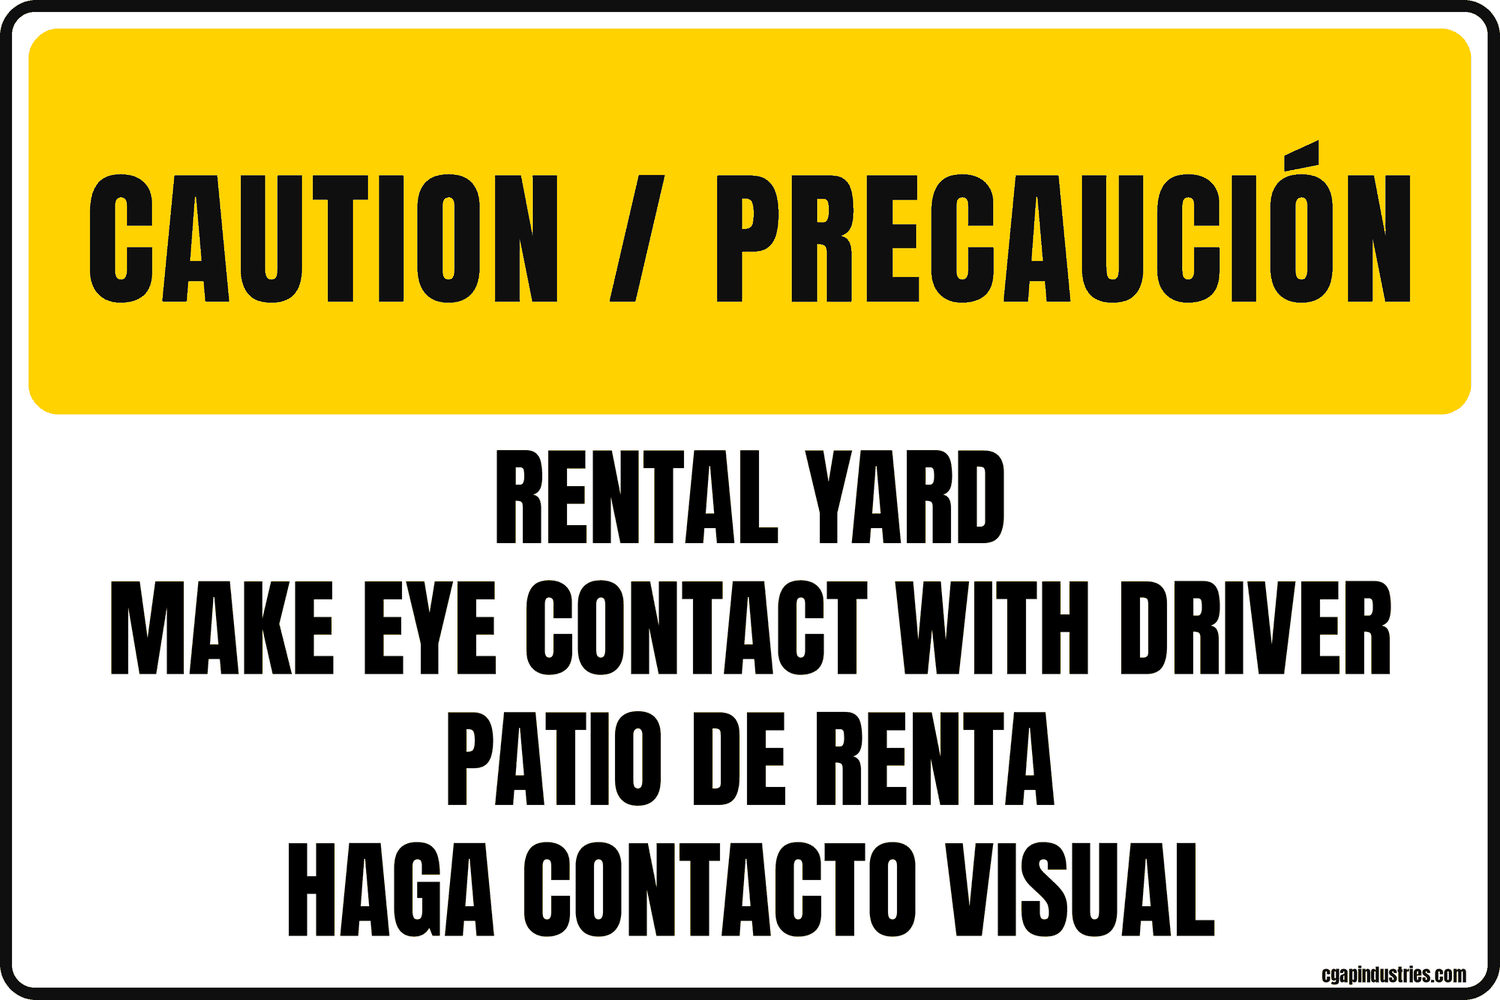 CAUTION / PRECAUCIÓN
RENTAL YARD
MAKE EYE CONTACT WITH DRIVER
PATIO DE RENTA
HAGA CONTACTO VISUAL
cgapindustries.com